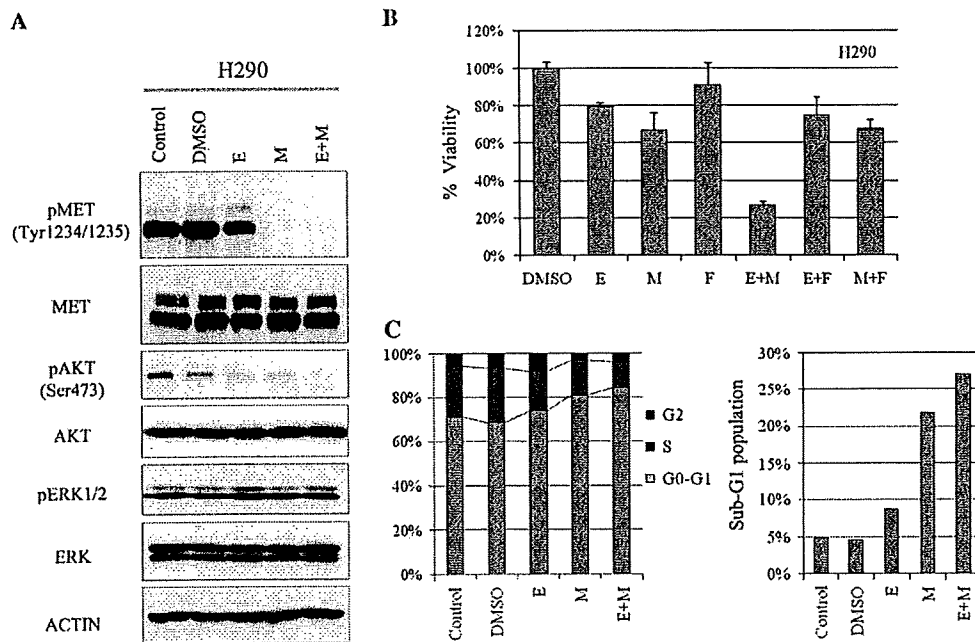 A
H290
Control DMSO E M E+M
pMET
(Tyr1234/1235)
MET
pAKT
(Ser473)
AKT
pERK1/2
ERK
ACTIN
B
% Viability
120%
100%
80%
60%
40%
20%
0%
H290
DMSO E M F E+M E+F M+F
C
100%
80%
60%
40%
20%
0%
Control DMSO E M E+M
G2
S
G0-G1
Sub-G1 population
30%
25%
20%
15%
10%
5%
0%
Control DMSO E M E+M